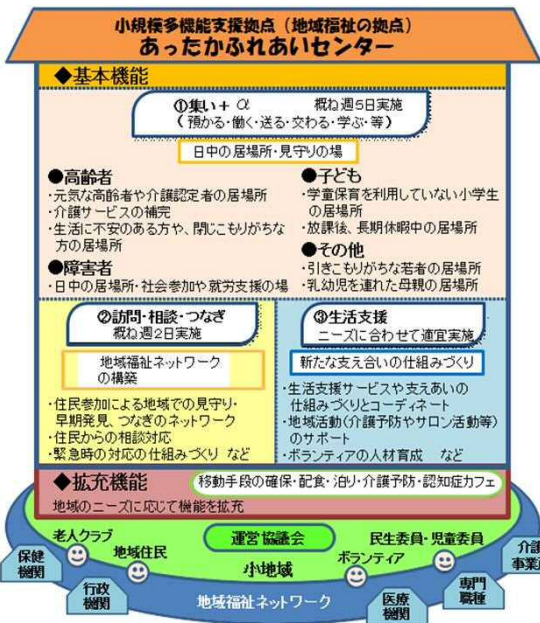 小規模多機能支援拠点（地域福祉の拠点）
あったかふれあいセンター
◆基本機能
①集い＋α 概ね週5日実施
（預かる・働く・送る・交わる・学ぶ・等）
日中の居場所・見守りの場
●高齢者
・元気な高齢者や介護認定者の居場所
・介護サービスの補完
・生活に不安のある方や、閉じこもりがちな
方の居場所
●障害者
・日中の居場所・社会参加や就労支援の場
●子ども
・学童保育を利用していない小学生
の居場所
・放課後、長期休暇中の居場所
●その他
・引きこもりがちな若者の居場所
・乳幼児を連れた母親の居場所
②訪問・相談・つなぎ
概ね週2日実施
地域福祉ネットワーク
の構築
・住民参加による地域での見守り・
早期発見、つなぎのネットワーク
・住民からの相談対応
・緊急時の対応の仕組みづくり など
③生活支援
ニーズに合わせて適宜実施
新たな支え合いの仕組みづくり
・生活支援サービスや支えあいの
仕組みづくりとコーディネート
・地域活動（介護予防やサロン活動等）
のサポート
・ボランティアの人材育成 など
◆拡充機能
移動手段の確保・配食・泊り・介護予防・認知症カフェ
地域のニーズに応じて機能を拡充
老人クラブ
地域住民
運営協議会
小地域
民生委員・児童委員
ボランティア
保健
機関
行政
機関
地域福祉ネットワーク
医療
機関
専門
職種
介護
事業